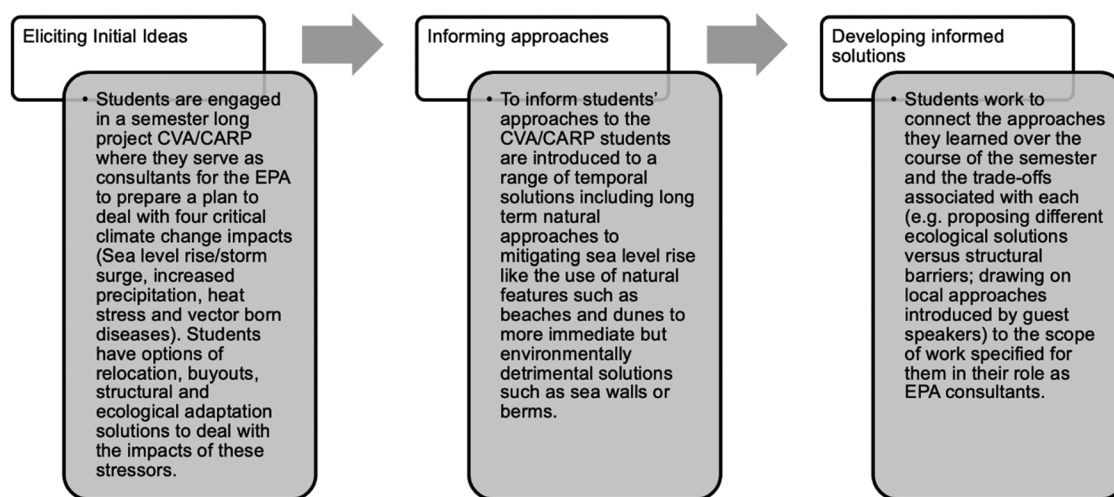 Eliciting Initial Ideas
• Students are engaged
in a semester long
project CVA/CARP
where they serve as
consultants for the EPA
to prepare a plan to
deal with four critical
climate change impacts
(Sea level rise/storm
surge, increased
precipitation, heat
stress and vector born
diseases). Students
have options of
relocation, buyouts,
structural and
ecological adaptation
solutions to deal with
the impacts of these
stressors.
Informing approaches
• To inform students'
approaches to the
CVA/CARP students
are introduced to a
range of temporal
solutions including long
term natural
approaches to
mitigating sea level rise
like the use of natural
features such as
beaches and dunes to
more immediate but
environmentally
detrimental solutions
such as sea walls or
berms.
Developing informed
solutions
• Students work to
connect the approaches
they learned over the
course of the semester
and the trade-offs
associated with each
(e.g. proposing different
ecological solutions
versus structural
barriers; drawing on
local approaches
introduced by guest
speakers) to the scope
of work specified for
them in their role as
EPA consultants.